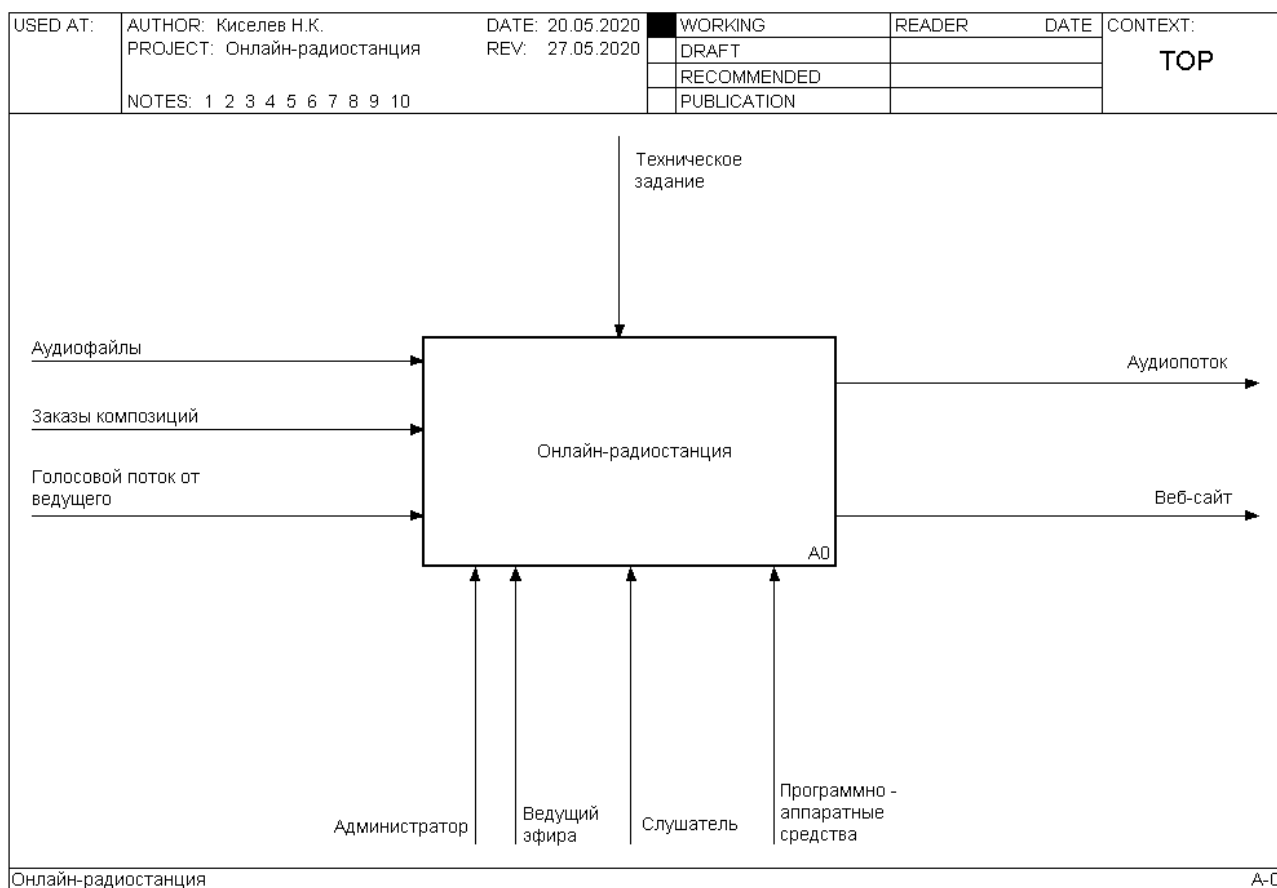 USED AT:
AUTHOR: Киселев Н.К.
DATE: 20.05.2020
PROJECT: Онлайн-радиостанция
REV: 27.05.2020
NOTES: 1 2 3 4 5 6 7 8 9 10
WORKING
DRAFT
RECOMMENDED
PUBLICATION
READER
DATE
CONTEXT:
TOP
Техническое
задание
Аудиофайлы
Заказы композиций
Голосовой поток от
ведущего
Онлайн-радиостанция
A0
Аудиопоток
Веб-сайт
Администратор
Ведущий
эфира
Слушатель
Программно -
аппаратные
средства
Онлайн-радиостанция
A-0